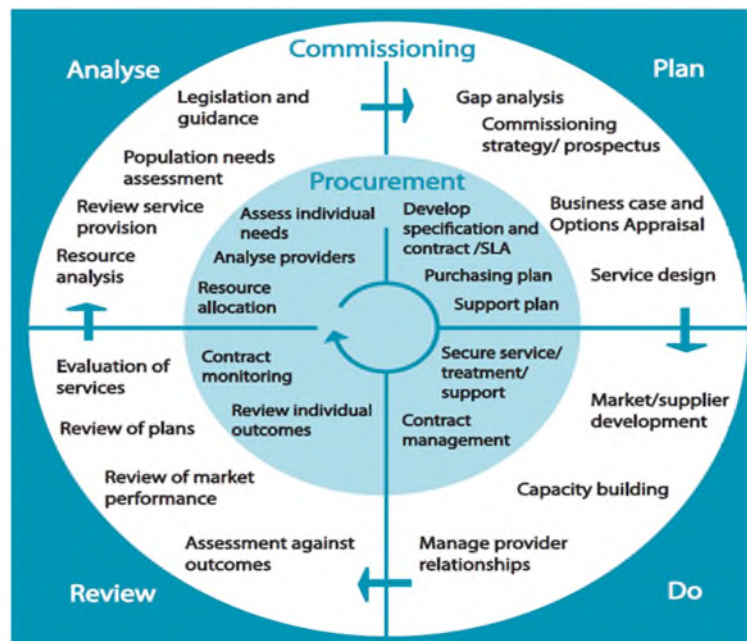 Commissioning
Analyse
Legislation and
guidance
Population needs
assessment
Review service
provision
Resource
analysis
Plan
Gap analysis
Commissioning
strategy/ prospectus
Business case and
Options Appraisal
Service design
Procurement
Assess individual
needs
Analyse providers
Resource
allocation
Develop
specification and
contract /SLA
Purchasing plan
Support plan
Contract
monitoring
Review individual
outcomes
Secure service/
treatment/
support
Contract
management
Evaluation of
services
Review of plans
Review of market
performance
Assessment against
outcomes
Review
Market/supplier
development
Capacity building
Manage provider
relationships
Do